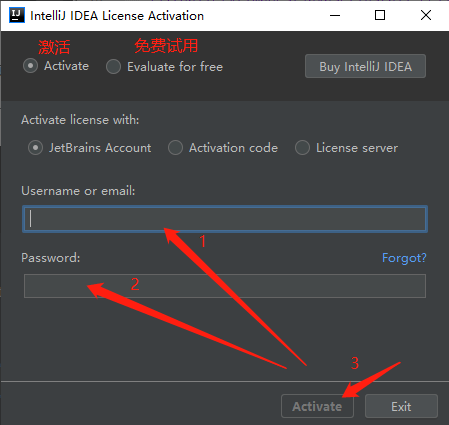 IntelliJ IDEA License Activation
激活 免费试用
Activate Evaluate for free Buy IntelliJ IDEA
Activate license with:
JetBrains Account Activation code License server
Username or email:
1
Password: Forgot?
2
3
Activate Exit